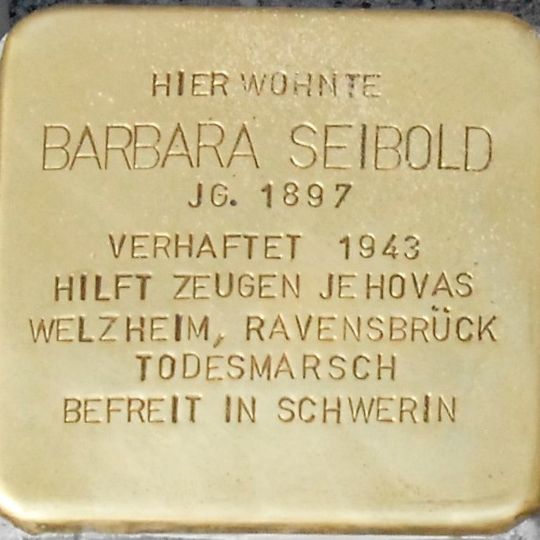 HIER WOHNTE
BARBARA SEIBOLD
JG. 1897
VERHAFTET 1943
HILFT ZEUGEN JEHOVAS
WELZHEIM, RAVENSBRÜCK
TODESMARSCH
BEFREIT IN SCHWERIN